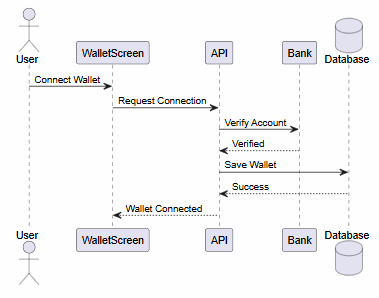 User
WalletScreen
API
Bank
Database
Connect Wallet
Request Connection
Verify Account
Verified
Save Wallet
Success
Wallet Connected
User
WalletScreen
API
Bank
Database